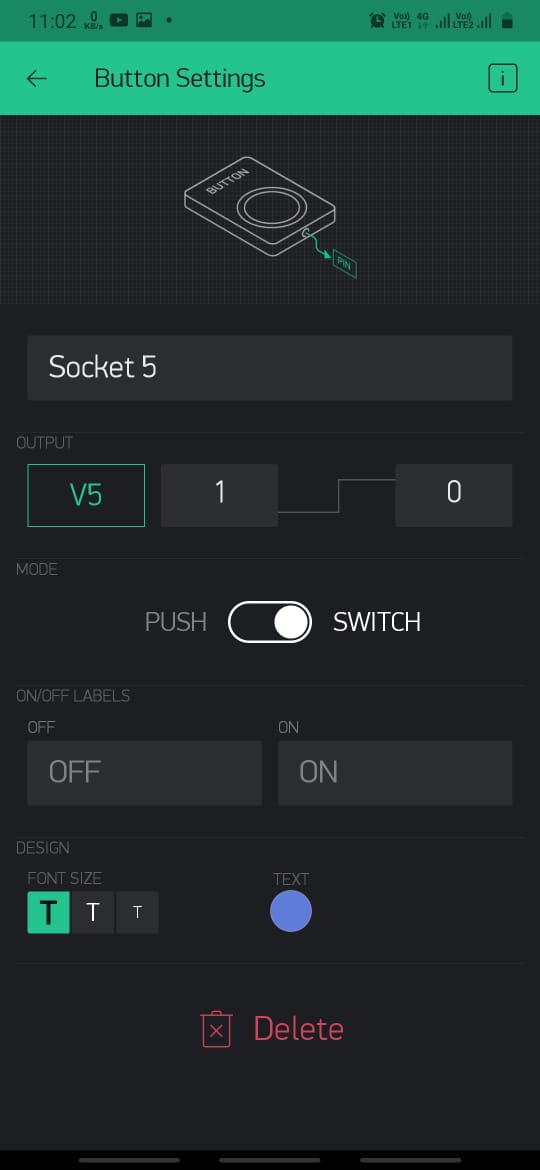 11:02 0 KB/s Vo)) LTE1 4G Vo)) LTE2
Button Settings i
BUTTON
PIN
Socket 5
OUTPUT
V5 1 0
MODE
PUSH SWITCH
ON/OFF LABELS
OFF ON
OFF ON
DESIGN
FONT SIZE TEXT
T T T
Delete